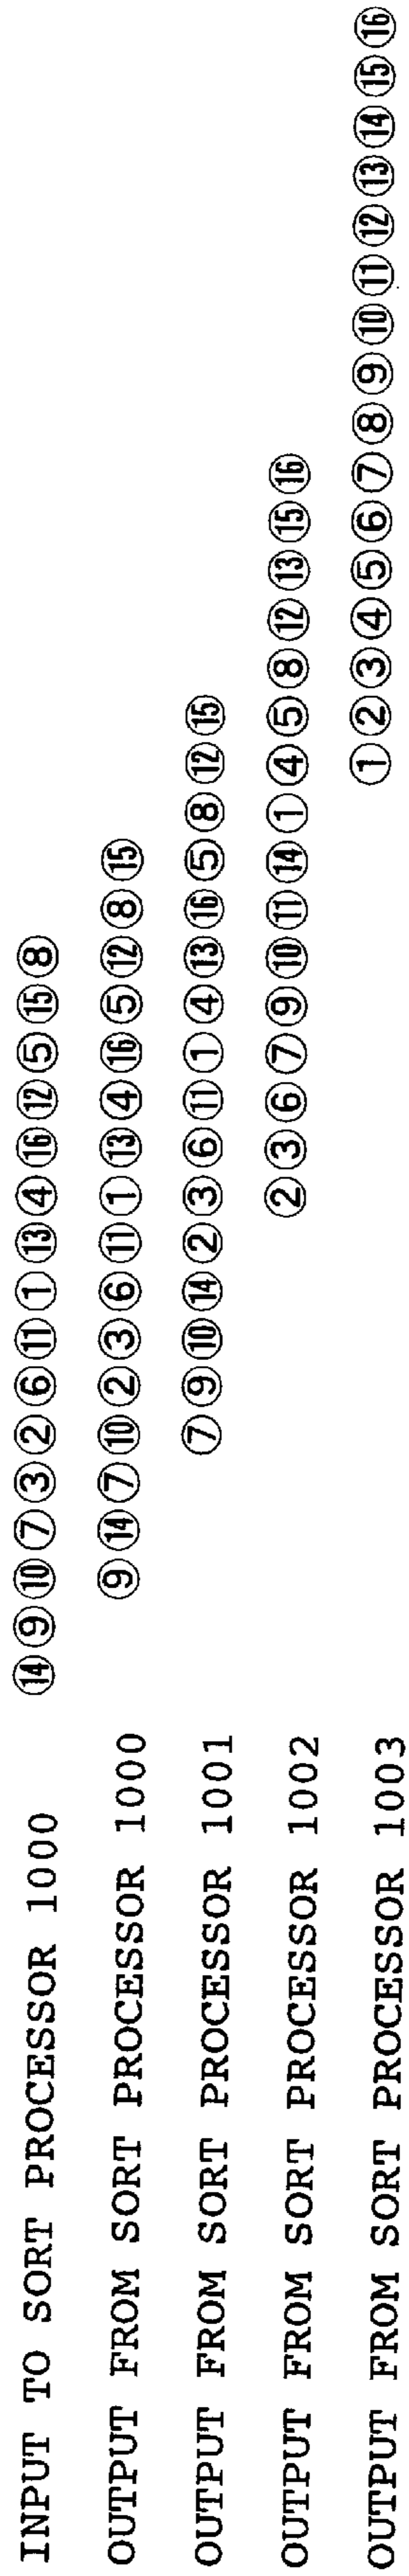 INPUT TO SORT PROCESSOR 1000 ⑭⑨⑩⑦③②⑥⑪①⑬④⑯⑫⑤⑮⑧
OUTPUT FROM SORT PROCESSOR 1000 ⑨⑭⑦⑩②③⑥⑪①⑬④⑯⑤⑫⑧⑮
OUTPUT FROM SORT PROCESSOR 1001 ⑦⑨⑩⑭②③⑥⑪①④⑬⑯⑤⑧⑫⑮
OUTPUT FROM SORT PROCESSOR 1002 ②③⑥⑦⑨⑩⑪⑭①④⑤⑧⑫⑬⑮⑯
OUTPUT FROM SORT PROCESSOR 1003 ①②③④⑤⑥⑦⑧⑨⑩⑪⑫⑬⑭⑮⑯